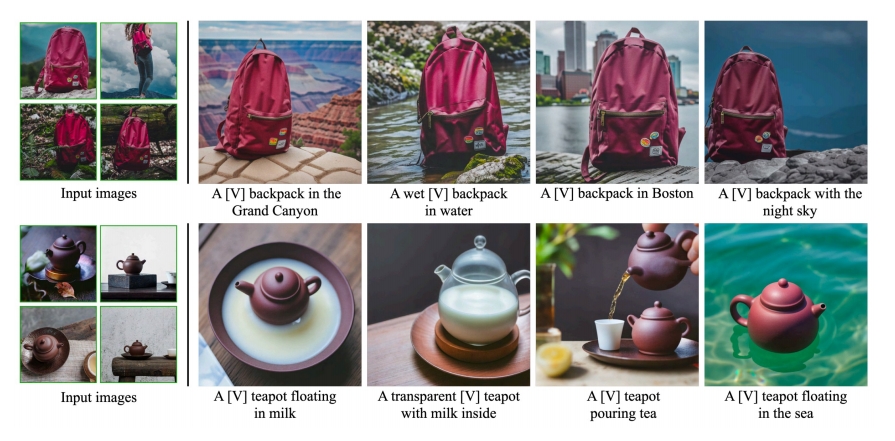 Input images
A [V] backpack in the
Grand Canyon
A wet [V] backpack
in water
A [V] backpack in Boston
A [V] backpack with the
night sky
Input images
A [V] teapot floating
in milk
A transparent [V] teapot
with milk inside
A [V] teapot
pouring tea
A [V] teapot floating
in the sea